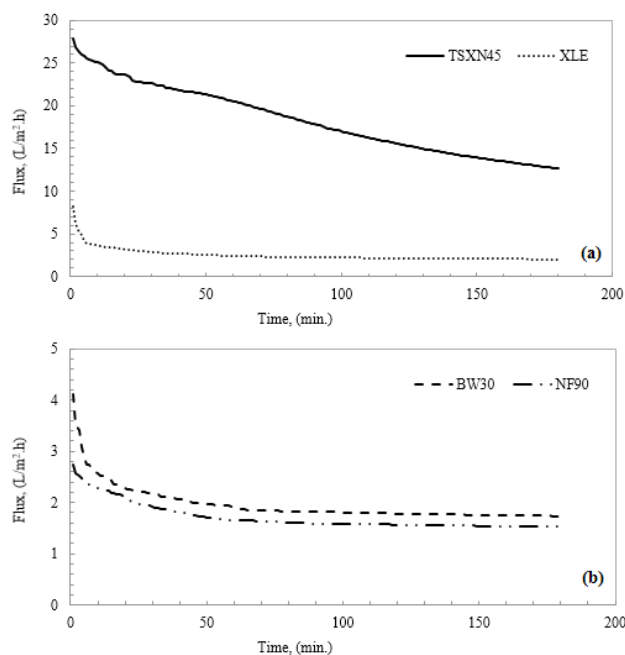 30
25
20
15
10
5
0
Flux, (L/m².h)
TSXN45 XLE
(a)
0 50 100 150 200
Time, (min.)
5
4
3
2
1
0
Flux, (L/m².h)
BW30 NF90
(b)
0 50 100 150 200
Time, (min.)